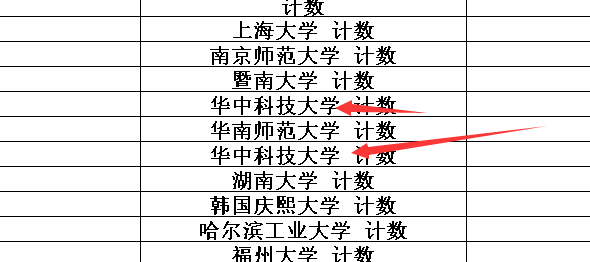 计数
上海大学 计数
南京师范大学 计数
暨南大学 计数
华中科技大学 计数
华南师范大学 计数
华中科技大学 计数
湖南大学 计数
韩国庆熙大学 计数
哈尔滨工业大学 计数
福州大学 计数